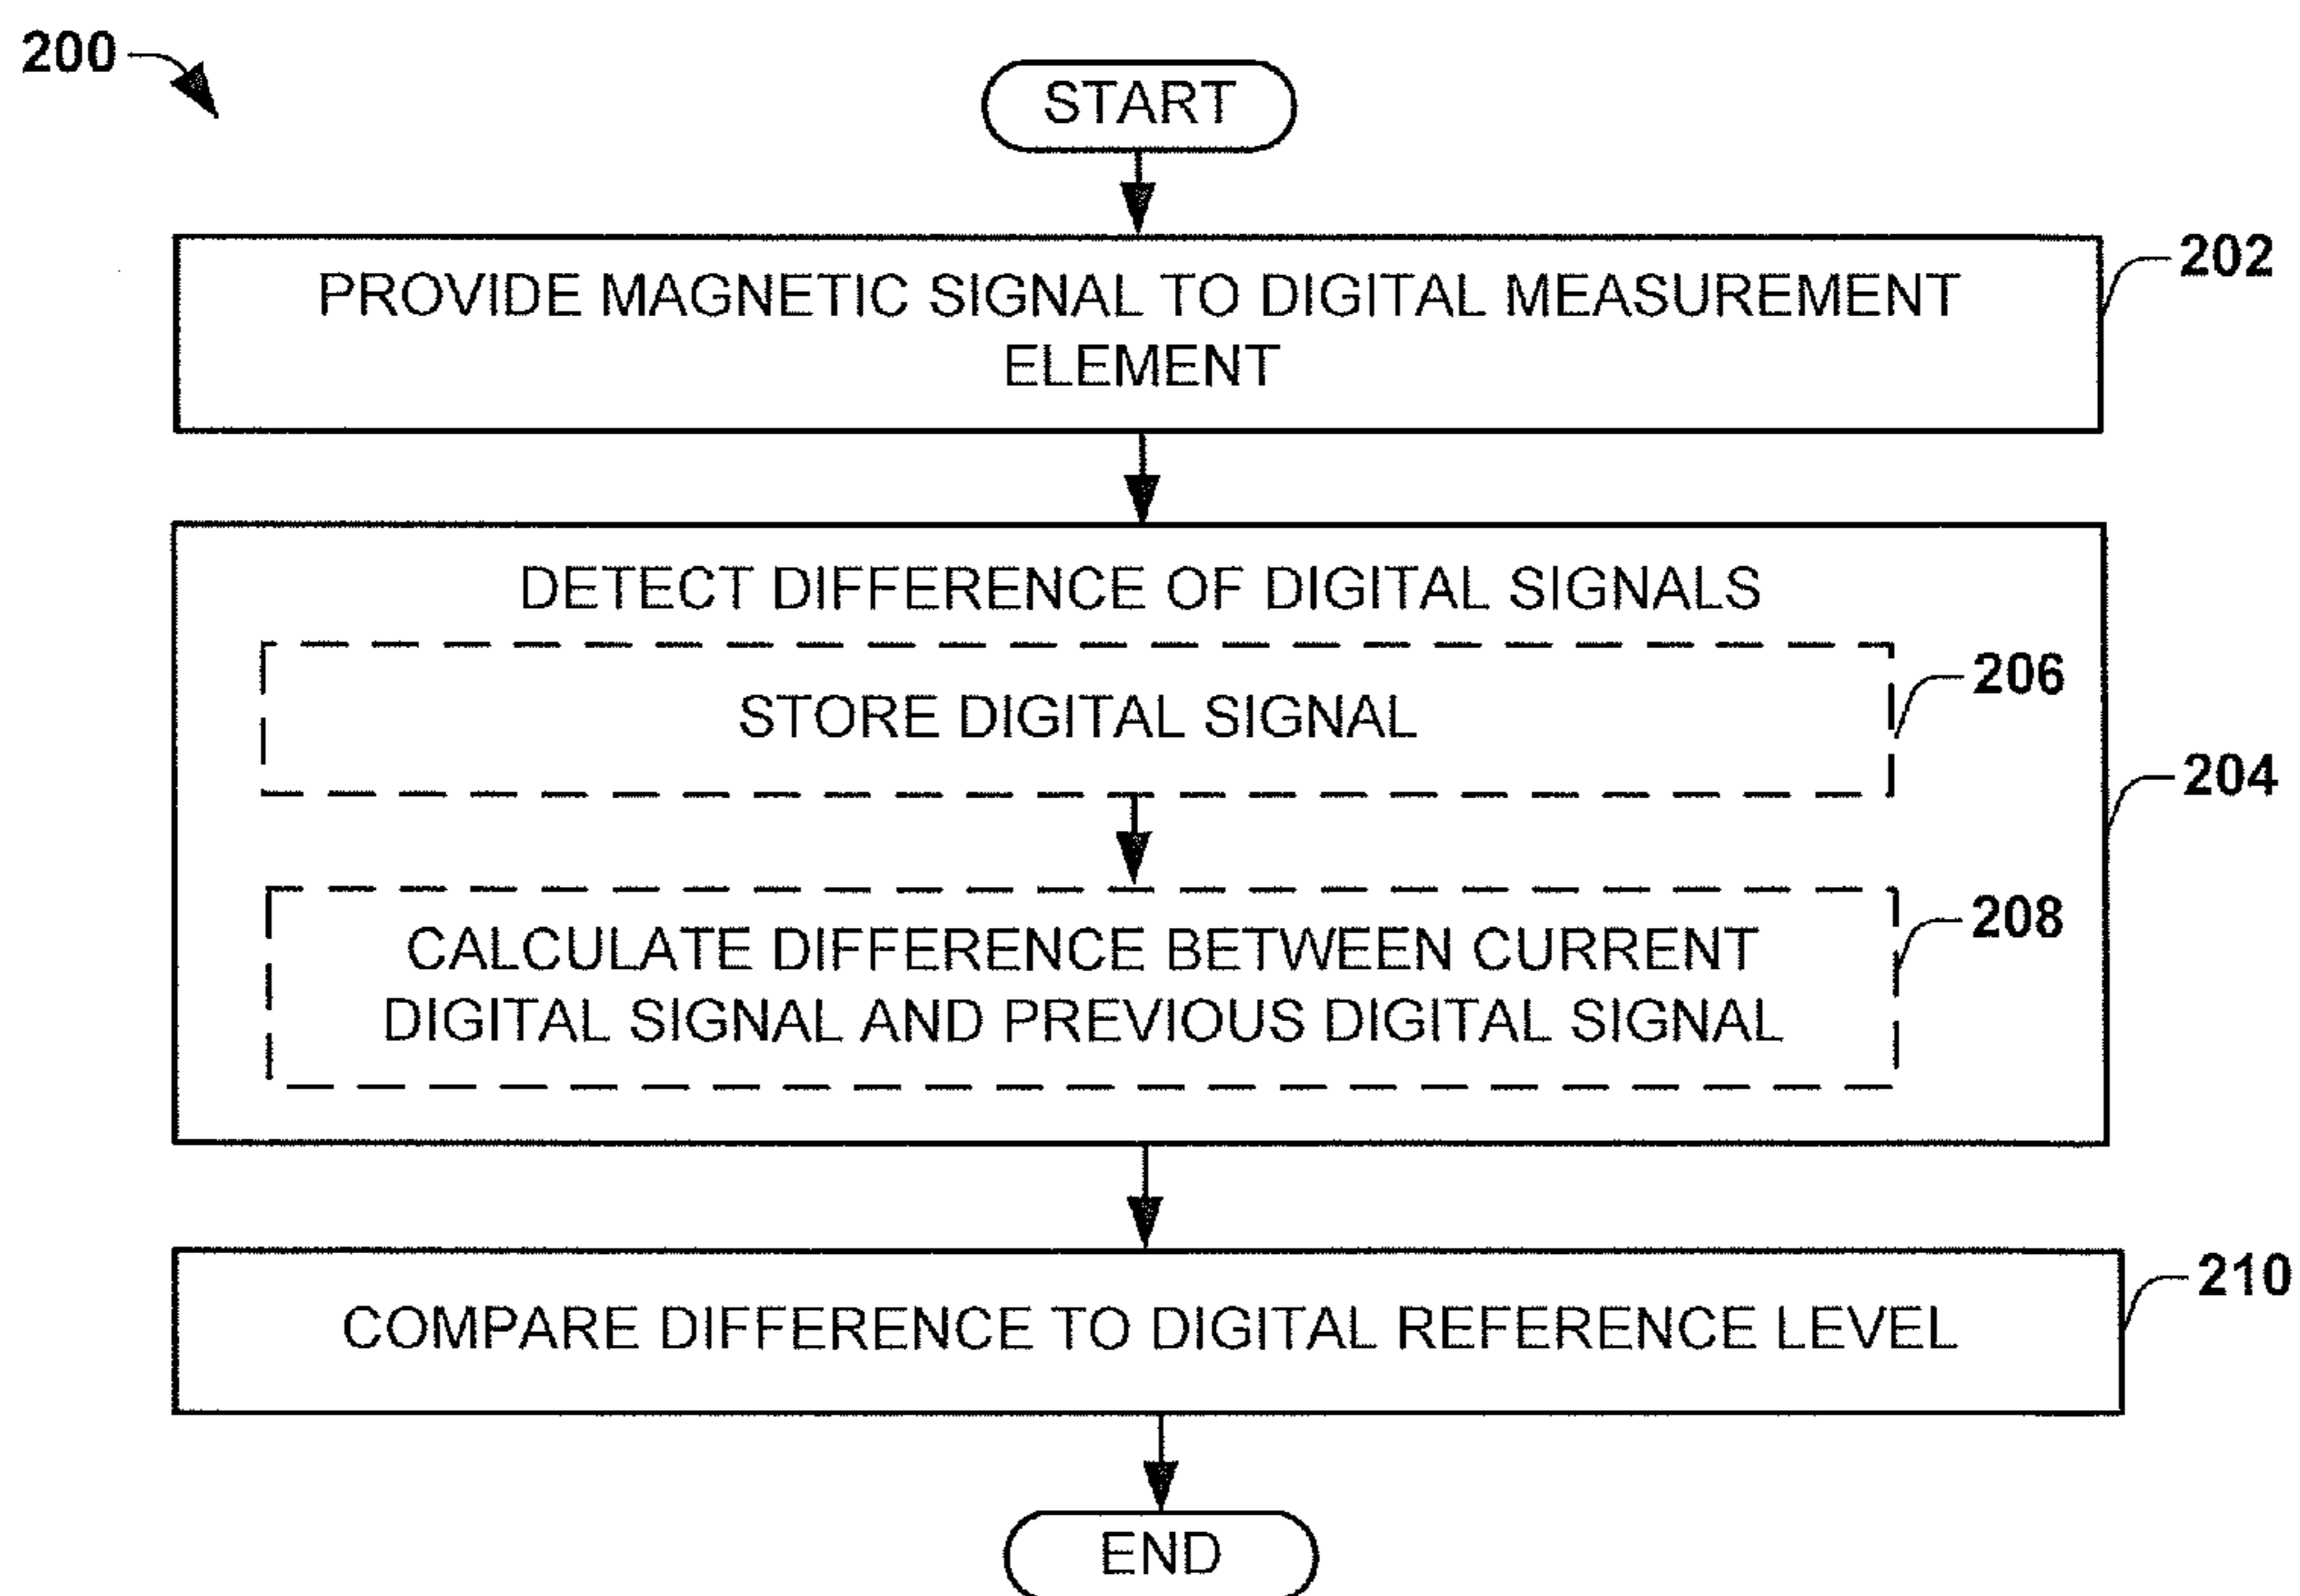 200
START
PROVIDE MAGNETIC SIGNAL TO DIGITAL MEASUREMENT
ELEMENT
202
DETECT DIFFERENCE OF DIGITAL SIGNALS
STORE DIGITAL SIGNAL
206
204
CALCULATE DIFFERENCE BETWEEN CURRENT
DIGITAL SIGNAL AND PREVIOUS DIGITAL SIGNAL
208
COMPARE DIFFERENCE TO DIGITAL REFERENCE LEVEL
210
END